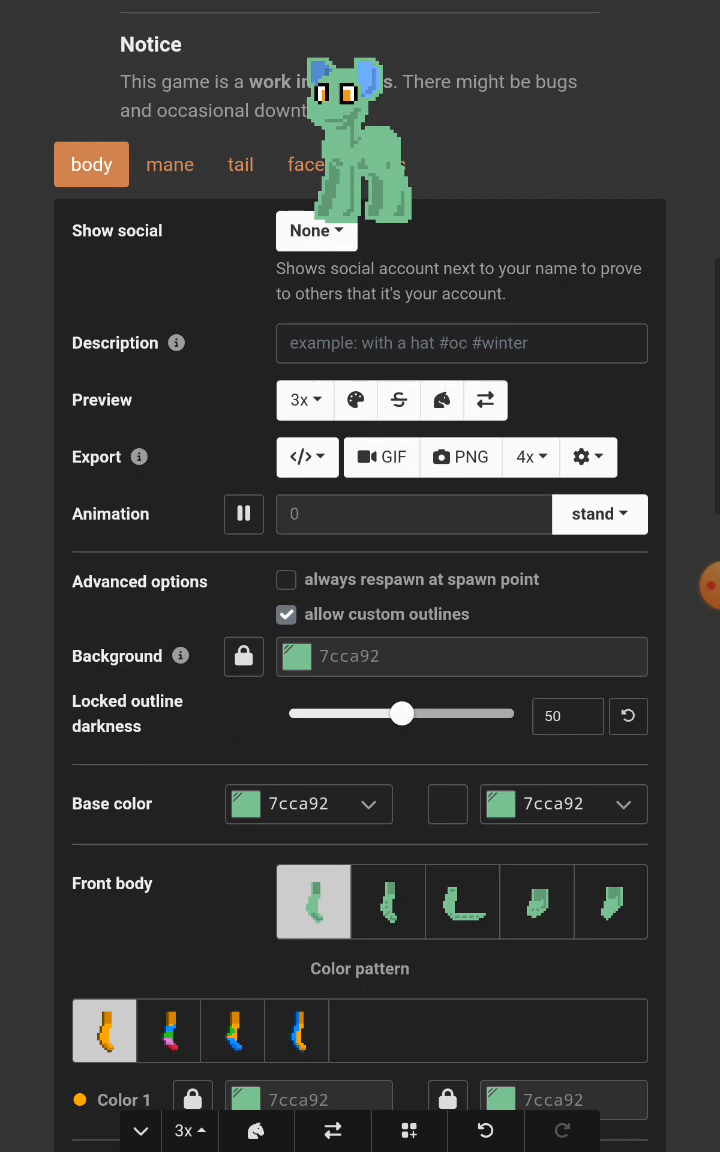 Notice
This game is a work in s. There might be bugs
and occasional downt
body mane tail face s
Show social None
Shows social account next to your name to prove
to others that it's your account.
Description example: with a hat #oc #winter
Preview 3x
Export </> GIF PNG 4x
Animation 0 stand
Advanced options always respawn at spawn point
allow custom outlines
Background 7cca92
Locked outline
darkness 50
Base color 7cca92 7cca92
Front body
Color pattern
Color 1 7cca92 7cca92
3x